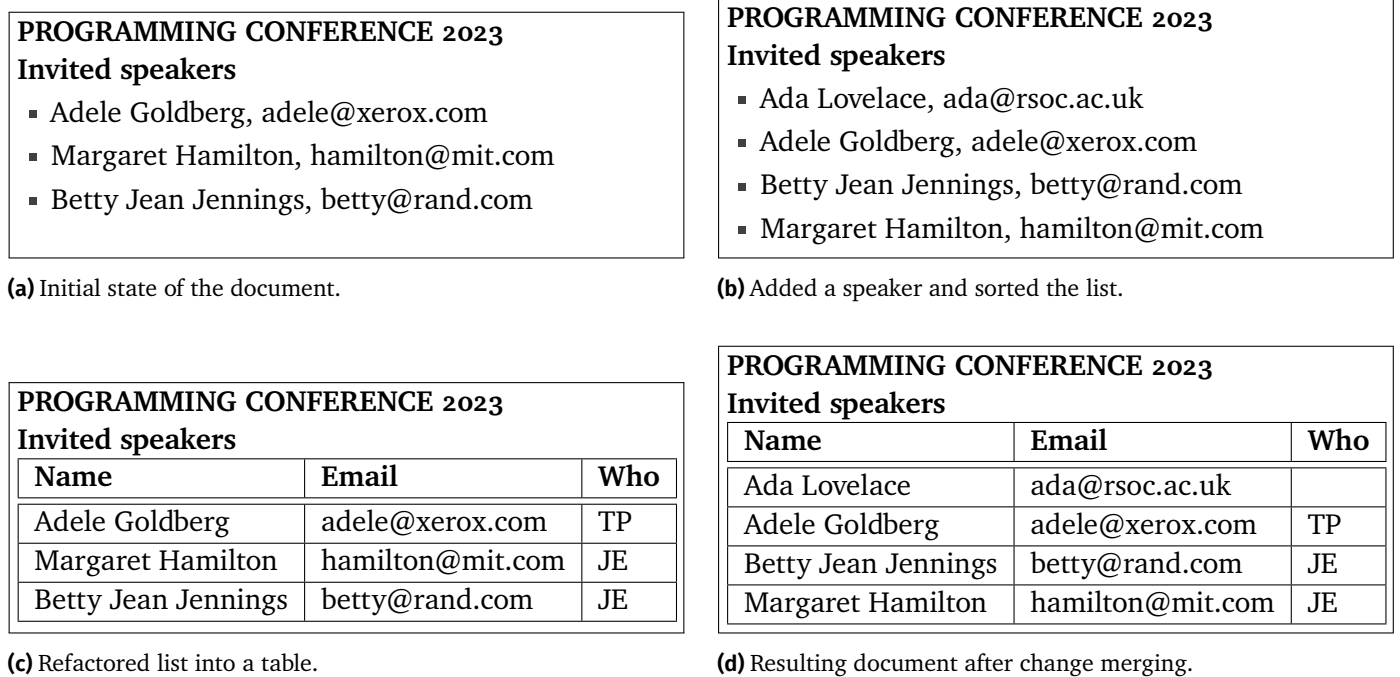 PROGRAMMING CONFERENCE 2023
Invited speakers
▪ Adele Goldberg, adele@xerox.com
▪ Margaret Hamilton, hamilton@mit.com
▪ Betty Jean Jennings, betty@rand.com
(a) Initial state of the document.
PROGRAMMING CONFERENCE 2023
Invited speakers
▪ Ada Lovelace, ada@rsoc.ac.uk
▪ Adele Goldberg, adele@xerox.com
▪ Betty Jean Jennings, betty@rand.com
▪ Margaret Hamilton, hamilton@mit.com
(b) Added a speaker and sorted the list.
PROGRAMMING CONFERENCE 2023
Invited speakers
Name Email Who
Adele Goldberg adele@xerox.com TP
Margaret Hamilton hamilton@mit.com JE
Betty Jean Jennings betty@rand.com JE
(c) Refactored list into a table.
PROGRAMMING CONFERENCE 2023
Invited speakers
Name Email Who
Ada Lovelace ada@rsoc.ac.uk
Adele Goldberg adele@xerox.com TP
Betty Jean Jennings betty@rand.com JE
Margaret Hamilton hamilton@mit.com JE
(d) Resulting document after change merging.